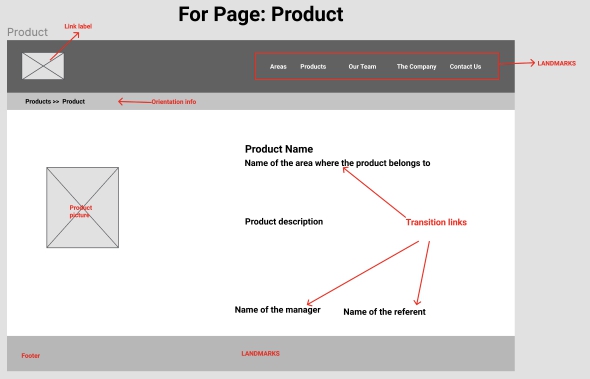 For Page: Product
Product
Link label
Areas Products Our Team The Company Contact Us
LANDMARKS
Products >> Product
Orientation info
Product Name
Name of the area where the product belongs to
Product
picture
Product description
Transition links
Name of the manager
Name of the referent
Footer
LANDMARKS